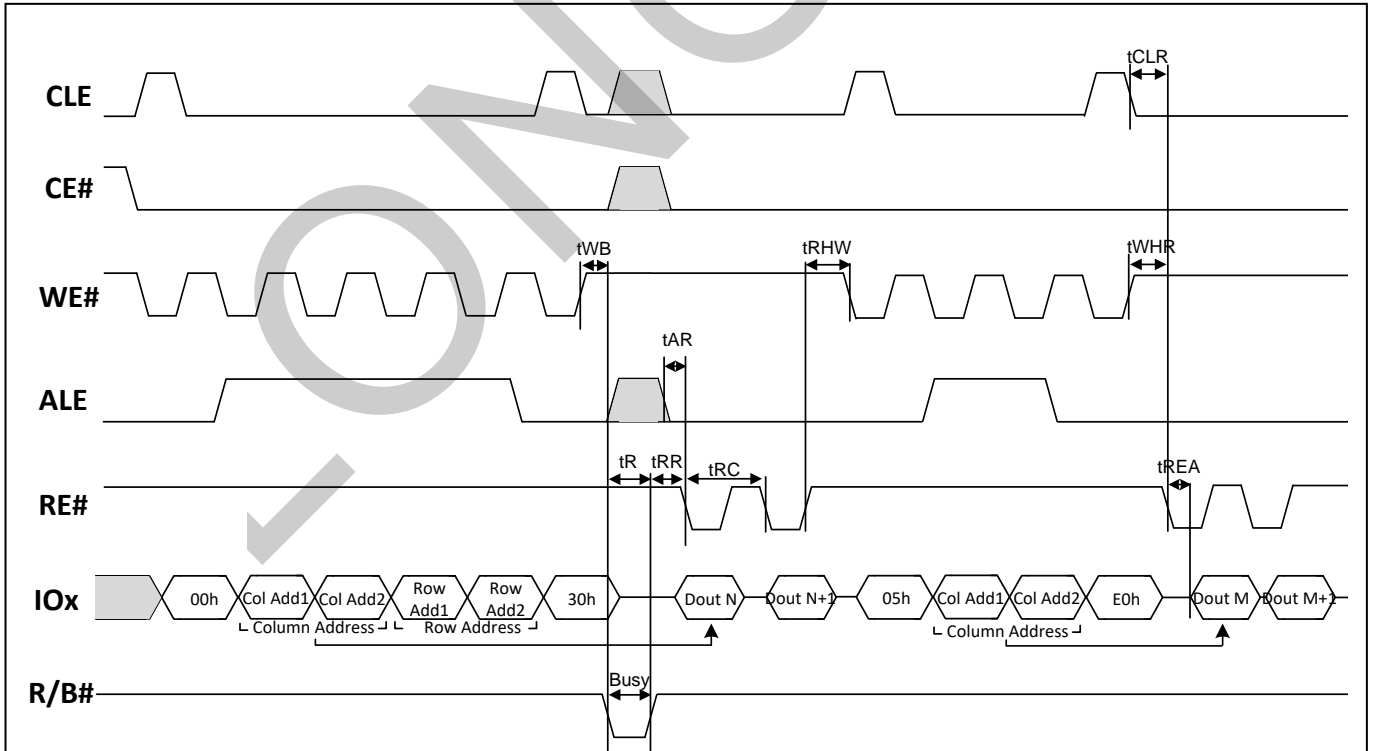 tCLR
CLE
CE#
tWB
tRHW
tWHR
WE#
tAR
ALE
tR
tRR
tRC
tREA
RE#
IOx
00h
Col Add1
Col Add2
Row
Add1
Row
Add2
30h
Dout N
Dout N+1
05h
Col Add1
Col Add2
E0h
Dout M
Dout M+1
Column Address
Row Address
Column Address
Busy
R/B#